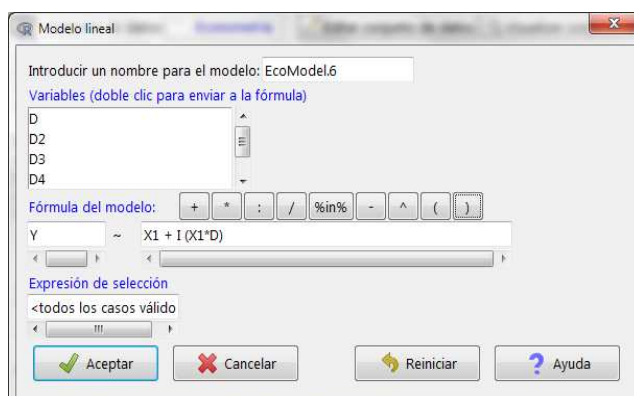 Modelo lineal
Introducir un nombre para el modelo: EcoModel.6
Variables (doble clic para enviar a la fórmula)
D
D2
D3
D4
Fórmula del modelo: + * : / %in% - ^ ( )
Y ~ X1 + I (X1*D)
Expresión de selección
<todos los casos válido
Aceptar Cancelar Reiniciar Ayuda